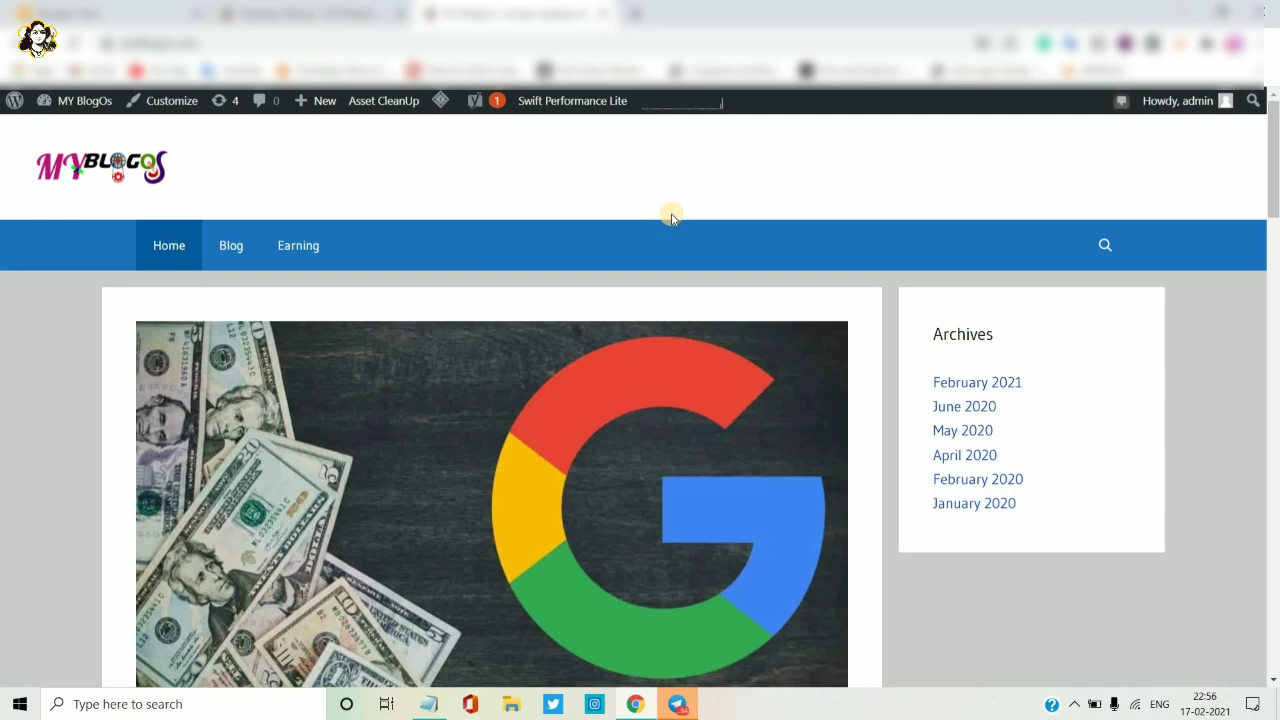 MY BlogOs Customize 4 0 New Asset CleanUp 1 Swift Performance Lite Howdy, admin
MYBLOGOS
Home Blog Earning
Archives
February 2021
June 2020
May 2020
April 2020
February 2020
January 2020
Type here to search
ENG
22:56
17-02-2021